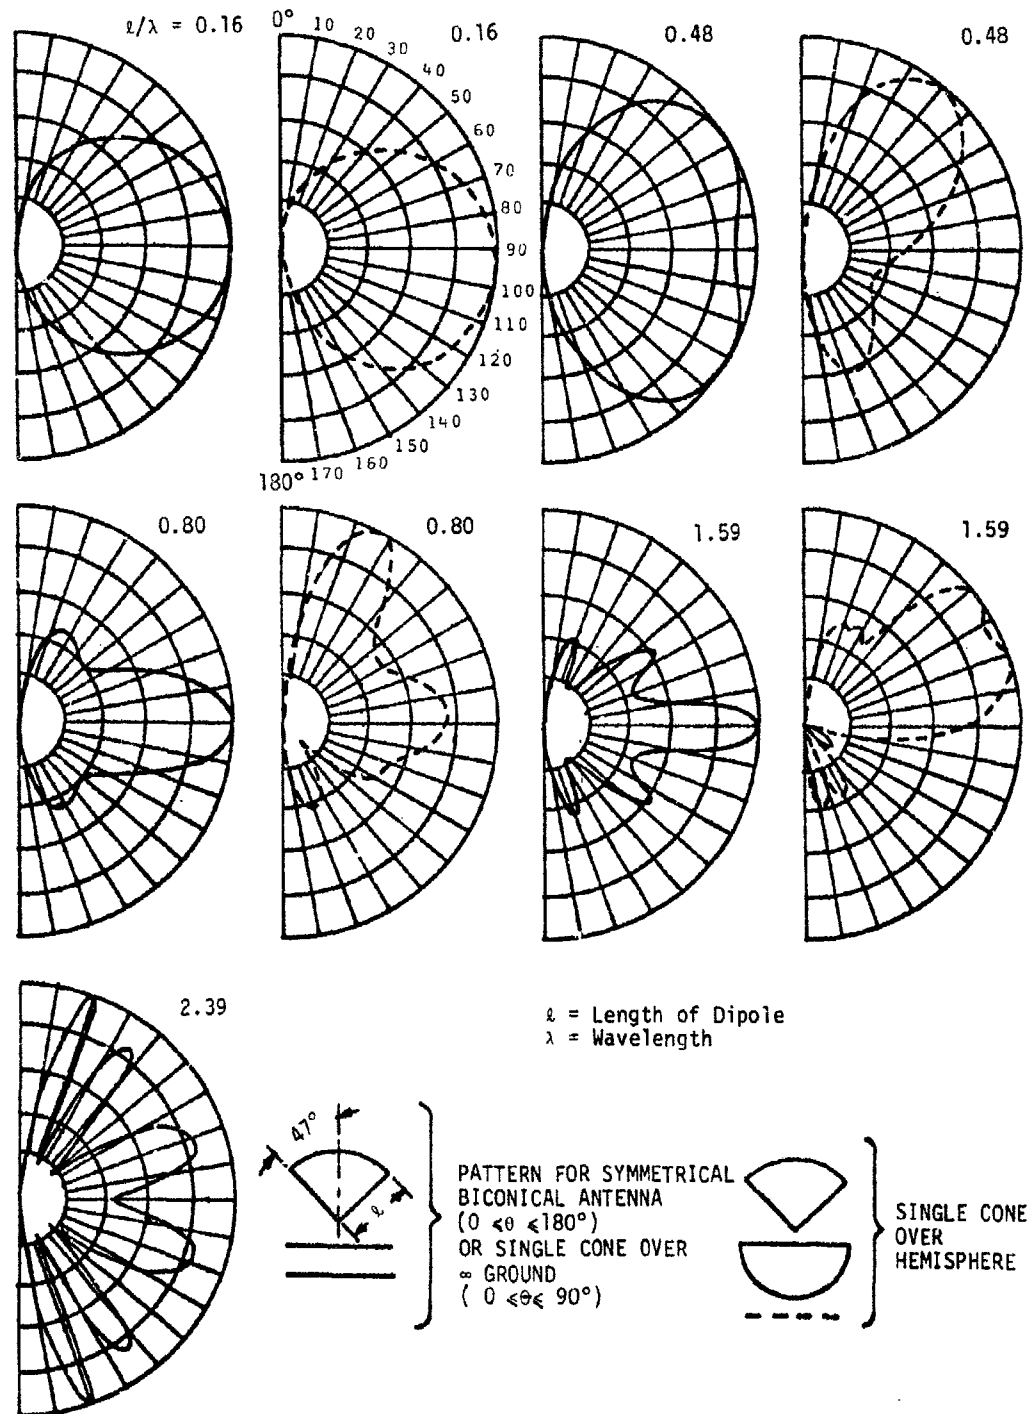 ℓ/λ = 0.16
0°
10
20
30
40
50
60
70
80
90
100
110
120
130
140
150
160
170
180°
0.16
0.48
0.48
0.80
0.80
1.59
1.59
2.39
ℓ = Length of Dipole
λ = Wavelength
47°
ℓ
PATTERN FOR SYMMETRICAL
BICONICAL ANTENNA
(0 ≤θ ≤180°)
OR SINGLE CONE OVER
∞ GROUND
( 0 ≤θ≤ 90°)
SINGLE CONE
OVER
HEMISPHERE